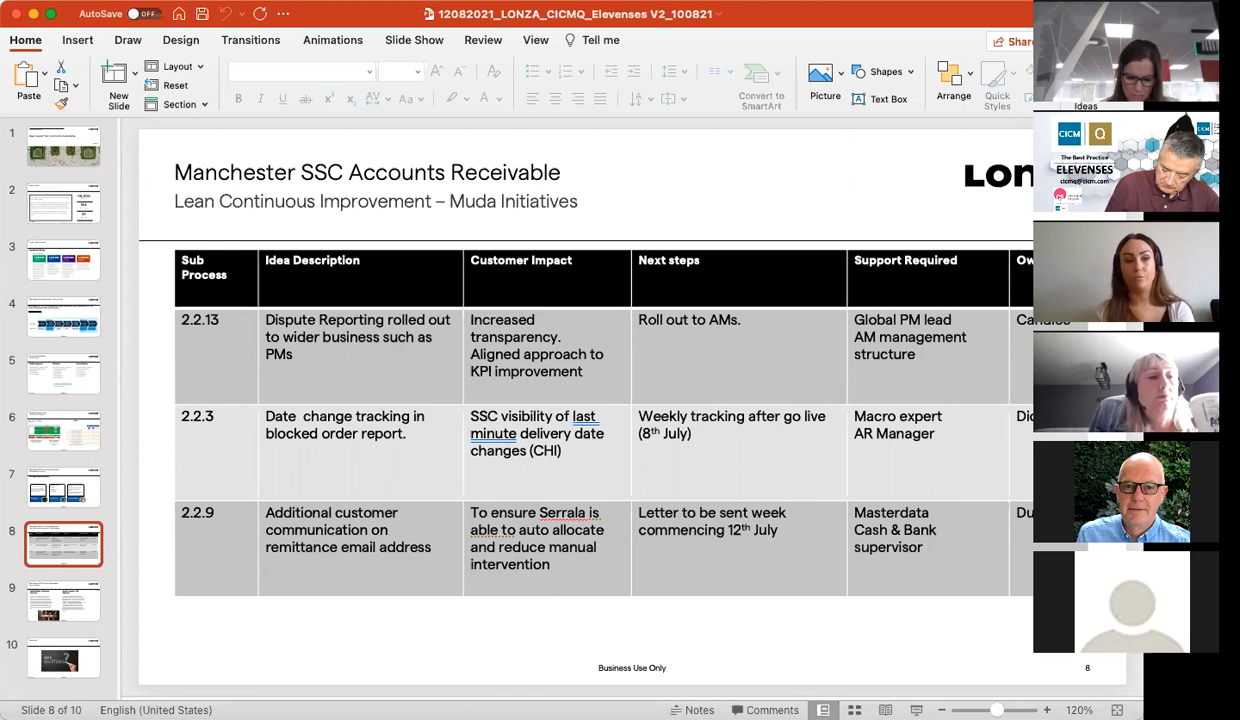 AutoSave OFF
12082021_LONZA_CICMQ_Elevenses V2_100821
Home Insert Draw Design Transitions Animations Slide Show Review View Tell me
Share
Paste
New
Slide
Layout
Reset
Section
B I U ab x² x₂ AV Aa A
Convert to
SmartArt
Picture
Shapes
Text Box
Arrange
Quick
Styles
Ideas
CICM Q
The Best Practice
ELEVENSES
cicmq@cicm.com
1
2
3
4
5
6
7
8
9
10
Manchester SSC Accounts Receivable
Lean Continuous Improvement – Muda Initiatives
Lon
Sub
Process
Idea Description
Customer Impact
Next steps
Support Required
Ow
2.2.13
Dispute Reporting rolled out
to wider business such as
PMs
Increased
transparency.
Aligned approach to
KPI improvement
Roll out to AMs.
Global PM lead
AM management
structure
2.2.3
Date change tracking in
blocked order report.
SSC visibility of last
minute delivery date
changes (CHI)
Weekly tracking after go live
(8th July)
Macro expert
AR Manager
2.2.9
Additional customer
communication on
remittance email address
To ensure Serrala is
able to auto allocate
and reduce manual
intervention
Letter to be sent week
commencing 12th July
Masterdata
Cash & Bank
supervisor
Du
Business Use Only
8
Slide 8 of 10 English (United States)
Notes Comments 120%